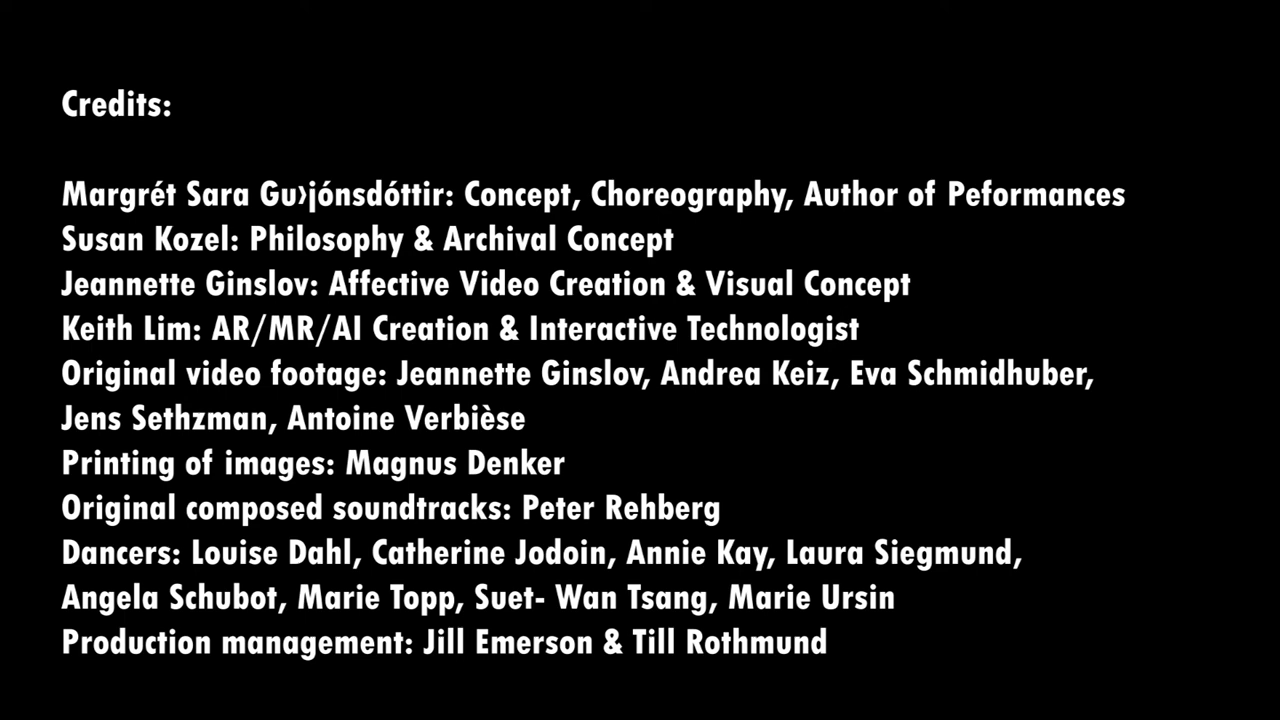 Credits:
Margrét Sara Gu›jónsdóttir: Concept, Choreography, Author of Peformances
Susan Kozel: Philosophy & Archival Concept
Jeannette Ginslov: Affective Video Creation & Visual Concept
Keith Lim: AR/MR/AI Creation & Interactive Technologist
Original video footage: Jeannette Ginslov, Andrea Keiz, Eva Schmidhuber,
Jens Sethzman, Antoine Verbièse
Printing of images: Magnus Denker
Original composed soundtracks: Peter Rehberg
Dancers: Louise Dahl, Catherine Jodoin, Annie Kay, Laura Siegmund,
Angela Schubot, Marie Topp, Suet- Wan Tsang, Marie Ursin
Production management: Jill Emerson & Till Rothmund